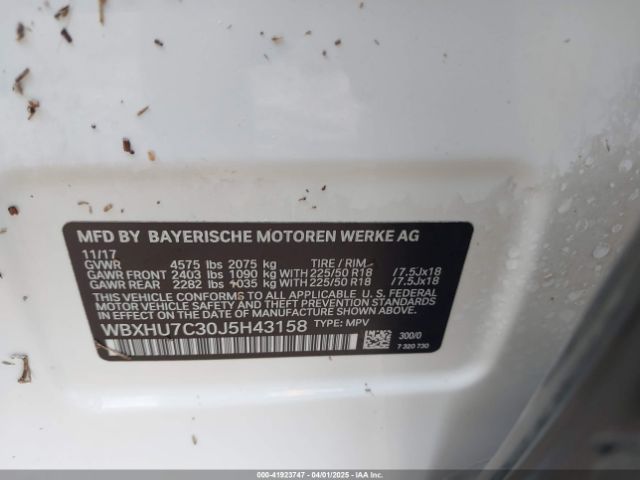 MFD BY BAYERISCHE MOTOREN WERKE AG
11/17
GVWR 4575 lbs 2075 kg TIRE / RIM
GAWR FRONT 2403 lbs 1090 kg WITH 225/50 R18 /7.5Jx18
GAWR REAR 2282 lbs 1035 kg WITH 225/50 R18 /7.5Jx18
THIS VEHICLE CONFORMS TO ALL APPLICABLE U. S. FEDERAL
MOTOR VEHICLE SAFETY, BUMPER, AND THEFT PREVENTION
STANDARDS IN EFFECT ON THE DATE OF MANUFACTURE SHOWN ABOVE.
WBXHU7C30J5H43158 TYPE: MPV
300/0
7 320 730
000-41923747 04/01/2025 - IAA Inc.